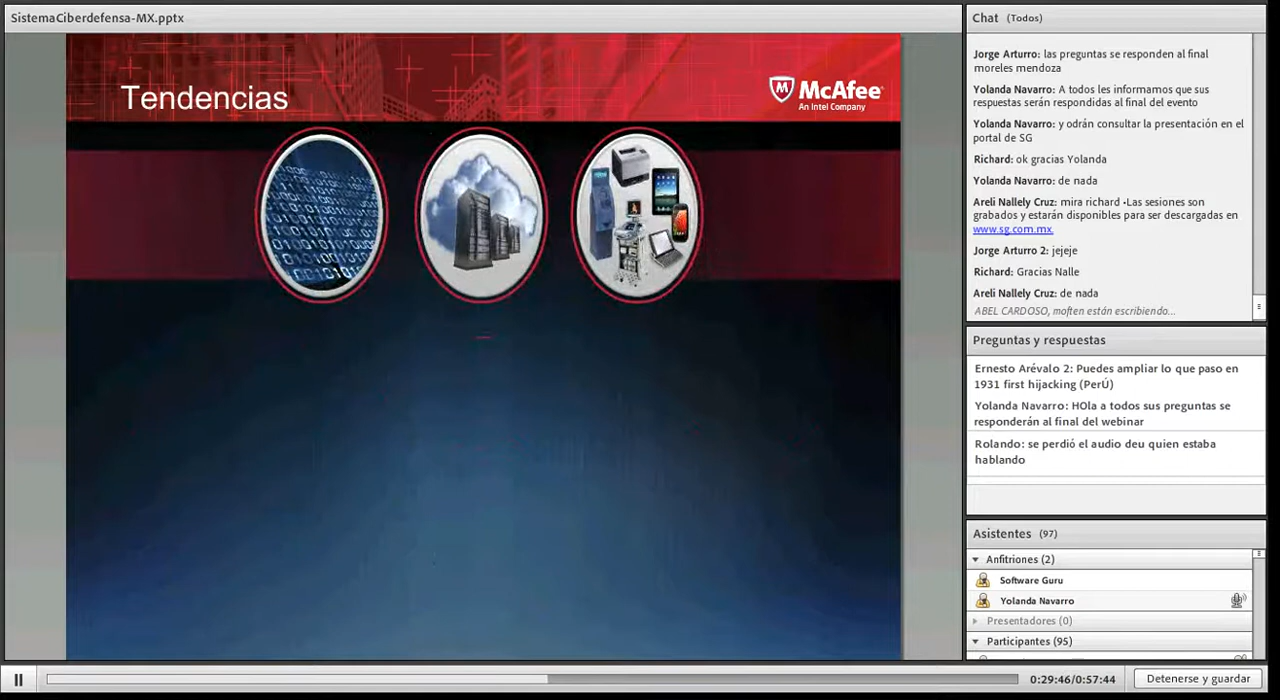 SistemaCiberdefensa-MX.pptx
Tendencias
McAfee
An Intel Company
Chat (Todos)
Jorge Arturro: las preguntas se responden al final
moreles mendoza
Yolanda Navarro: A todos les informamos que sus
respuestas serán respondidas al final del evento
Yolanda Navarro: y odrán consultar la presentación en el
portal de SG
Richard: ok gracias Yolanda
Yolanda Navarro: de nada
Areli Nallely Cruz: mira richard •Las sesiones son
grabados y estarán disponibles para ser descargadas en
www.sg.com.mx.
Jorge Arturo 2: jejeje
Richard: Gracias Nalle
Areli Nallely Cruz: de nada
ABEL CARDOSO, moften están escribiendo...
Preguntas y respuestas
Ernesto Arévalo 2: Puedes ampliar lo que paso en
1931 first hijacking (PerÚ)
Yolanda Navarro: HOla a todos sus preguntas se
responderán al final del webinar
Rolando: se perdió el audio deu quien estaba
hablando
Asistentes (97)
Anfitriones (2)
Software Guru
Yolanda Navarro
Presentadores (0)
Participantes (95)
0:29:46/0:57:44
Detenerse y guardar